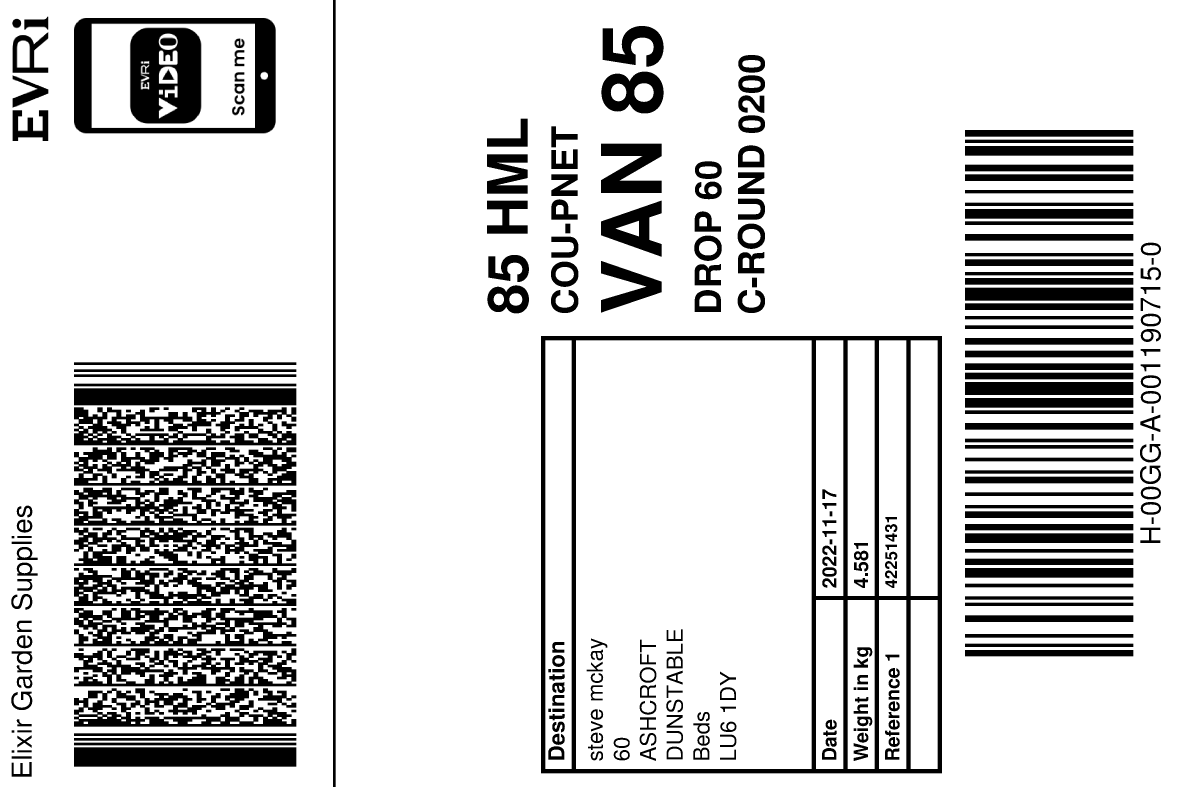 EVRi
EVRi
ViDEO
Scan me
Elixir Garden Supplies
85 HML
COU-PNET
VAN 85
DROP 60
C-ROUND 0200
Destination
steve mckay
60
ASHCROFT
DUNSTABLE
Beds
LU6 1DY
Date 2022-11-17
Weight in kg 4.581
Reference 1 42251431
H-00GG-A-001190715-0